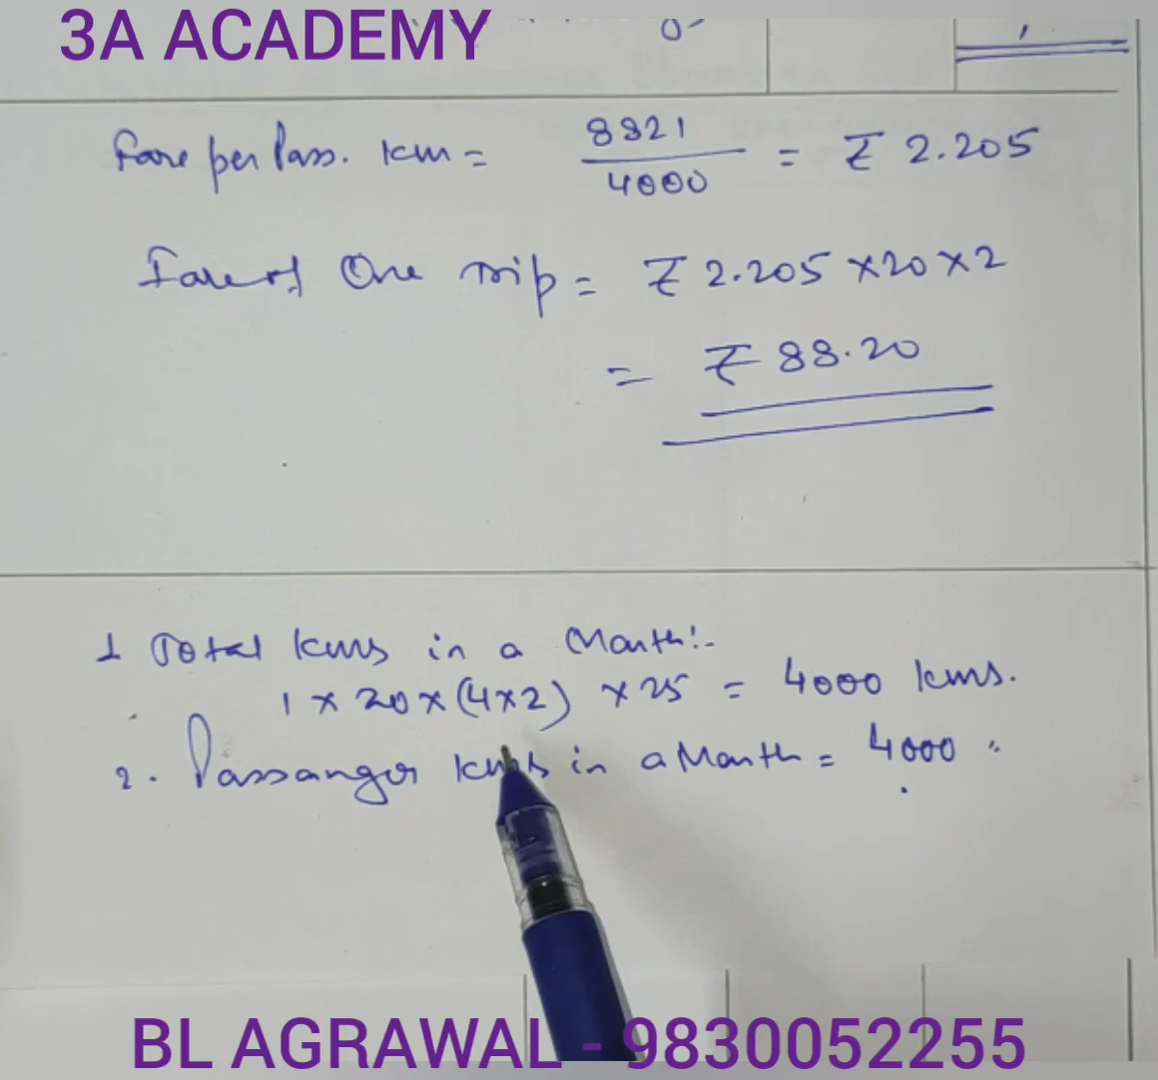 3A ACADEMY
Fare per Pass. km = 8821 / 4000 = ₹ 2.205
Fare of One trip = ₹ 2.205 × 20 × 2
= ₹ 88.20
1 Total kms in a Month:-
1 × 20 × (4×2) × 25 = 4000 kms.
2. Passanger kms in a Month = 4000 "
BL AGRAWAL - 9830052255